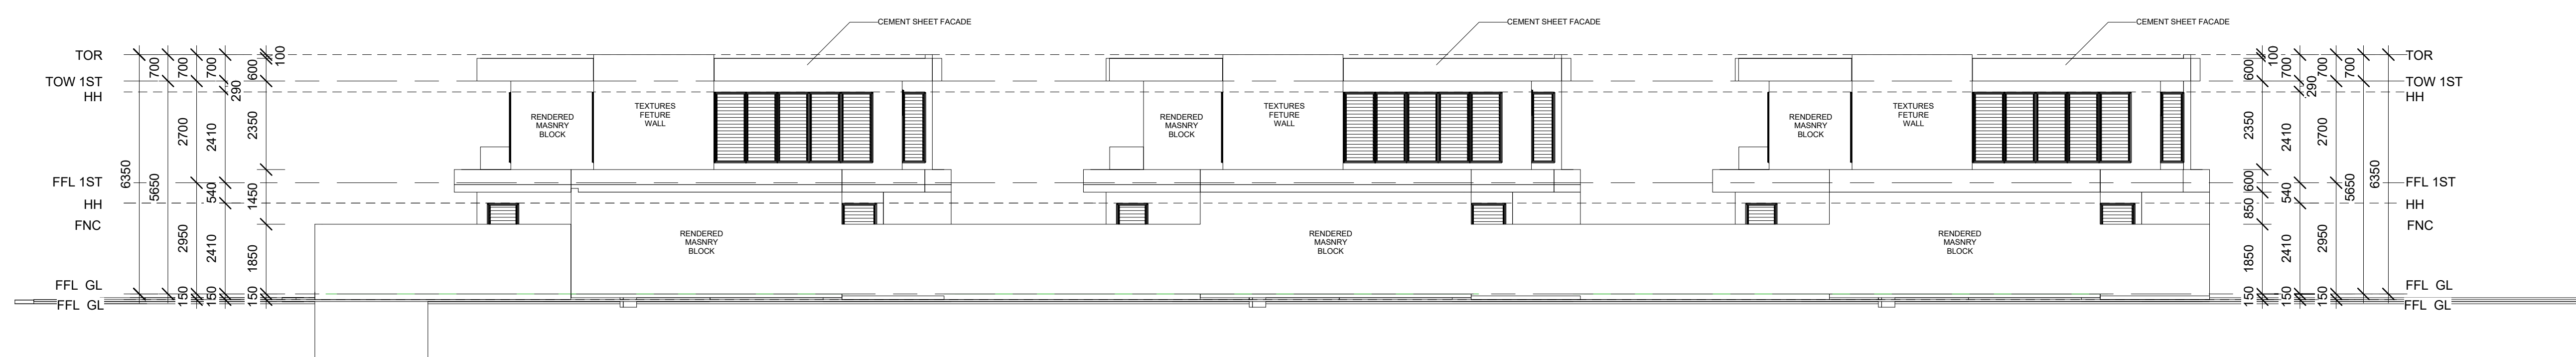 CEMENT SHEET FACADE
CEMENT SHEET FACADE
CEMENT SHEET FACADE
TOR
TOW 1ST
HH
FFL 1ST
HH
FNC
FFL GL
FFL GL
6350
700
5650
700
2700
2950
150
700
290
2410
540
2410
150
100
600
2350
1450
1850
150
RENDERED
MASNRY
BLOCK
TEXTURES
FETURE
WALL
RENDERED
MASNRY
BLOCK
RENDERED
MASNRY
BLOCK
TEXTURES
FETURE
WALL
RENDERED
MASNRY
BLOCK
RENDERED
MASNRY
BLOCK
TEXTURES
FETURE
WALL
RENDERED
MASNRY
BLOCK
100
600
2350
600
850
1850
150
700
290
2410
540
2410
150
700
2700
2950
150
700
5650
6350
TOR
TOW 1ST
HH
FFL 1ST
HH
FNC
FFL GL
FFL GL